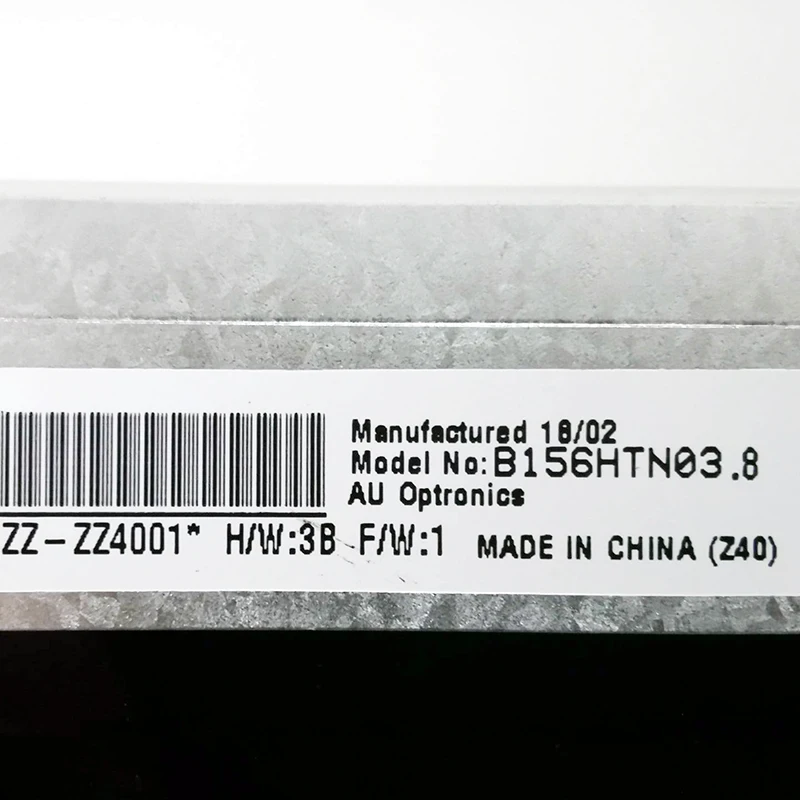 Manufactured 18/02
Model No:B156HTN03.8
AU Optronics
ZZ-ZZ4001* H/W:3B F/W:1 MADE IN CHINA (Z40)